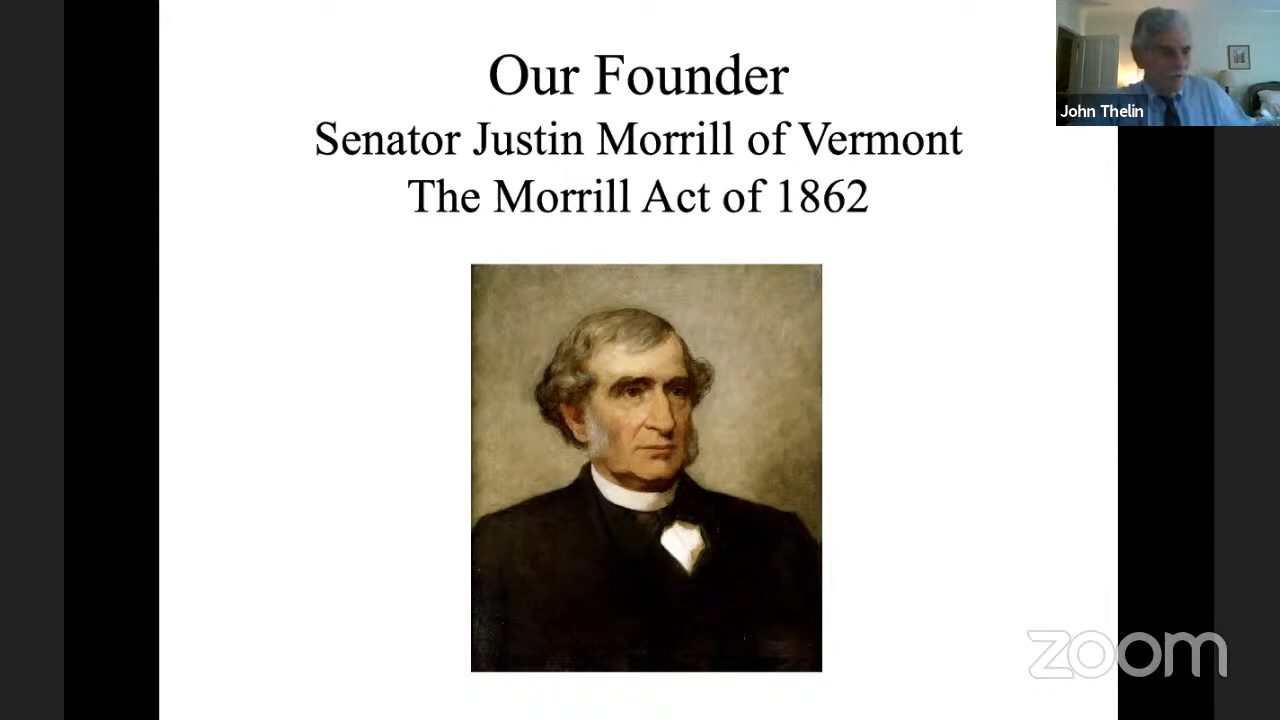 Our Founder
Senator Justin Morrill of Vermont
The Morrill Act of 1862
John Thelin
zoom